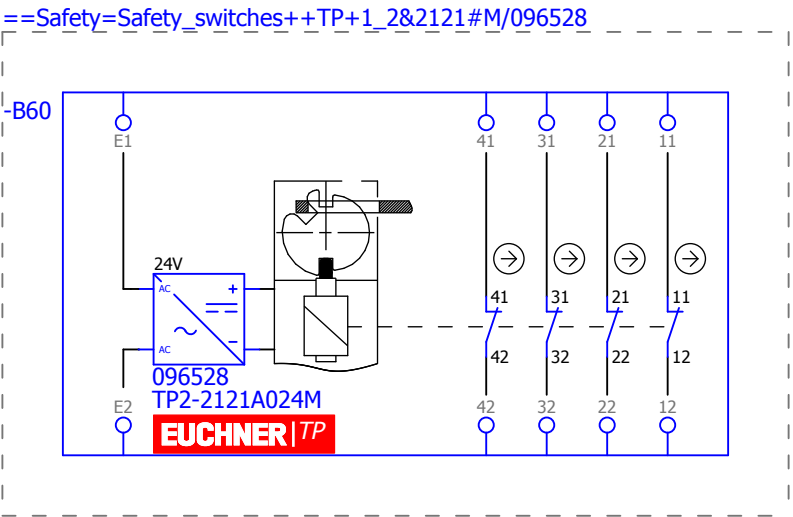 ==Safety=Safety_switches++TP+1_2&2121#M/096528
-B60
E1 41 31 21 11
24V
AC +
AC -
41 31 21 11
42 32 22 12
096528
TP2-2121A024M
EUCHNER|TP
E2 42 32 22 12